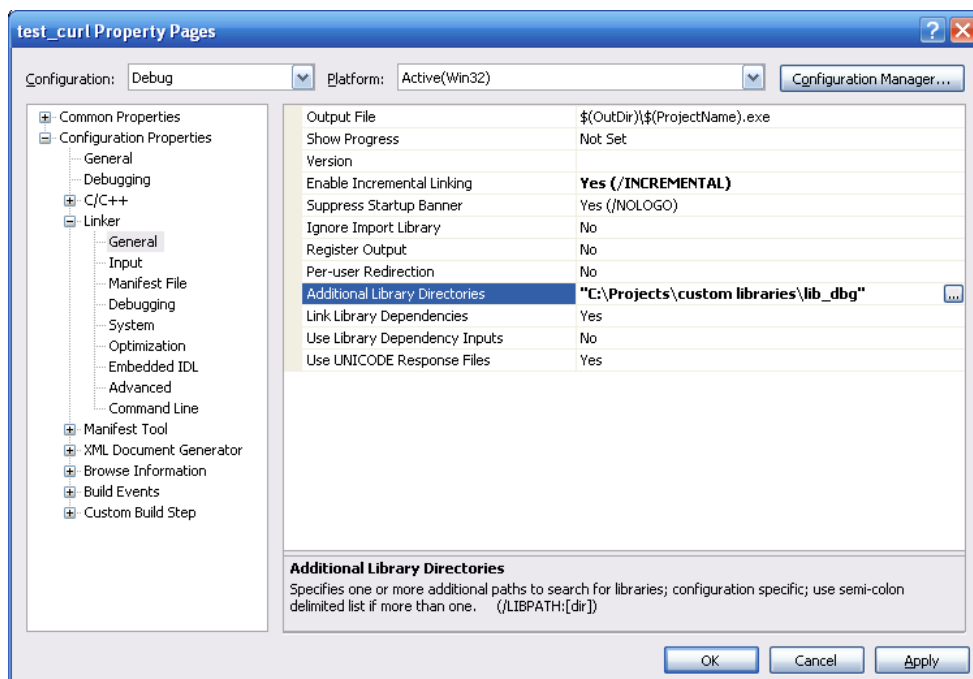 test_curl Property Pages
Configuration: Debug Platform: Active(Win32) Configuration Manager...
Common Properties
Configuration Properties
General
Debugging
C/C++
Linker
General
Input
Manifest File
Debugging
System
Optimization
Embedded IDL
Advanced
Command Line
Manifest Tool
XML Document Generator
Browse Information
Build Events
Custom Build Step
Output File $(OutDir)\$(ProjectName).exe
Show Progress Not Set
Version
Enable Incremental Linking Yes (/INCREMENTAL)
Suppress Startup Banner Yes (/NOLOGO)
Ignore Import Library No
Register Output No
Per-user Redirection No
Additional Library Directories "C:\Projects\custom libraries\lib_dbg" ...
Link Library Dependencies Yes
Use Library Dependency Inputs No
Use UNICODE Response Files Yes
Additional Library Directories
Specifies one or more additional paths to search for libraries; configuration specific; use semi-colon
delimited list if more than one. (/LIBPATH:[dir])
OK Cancel Apply